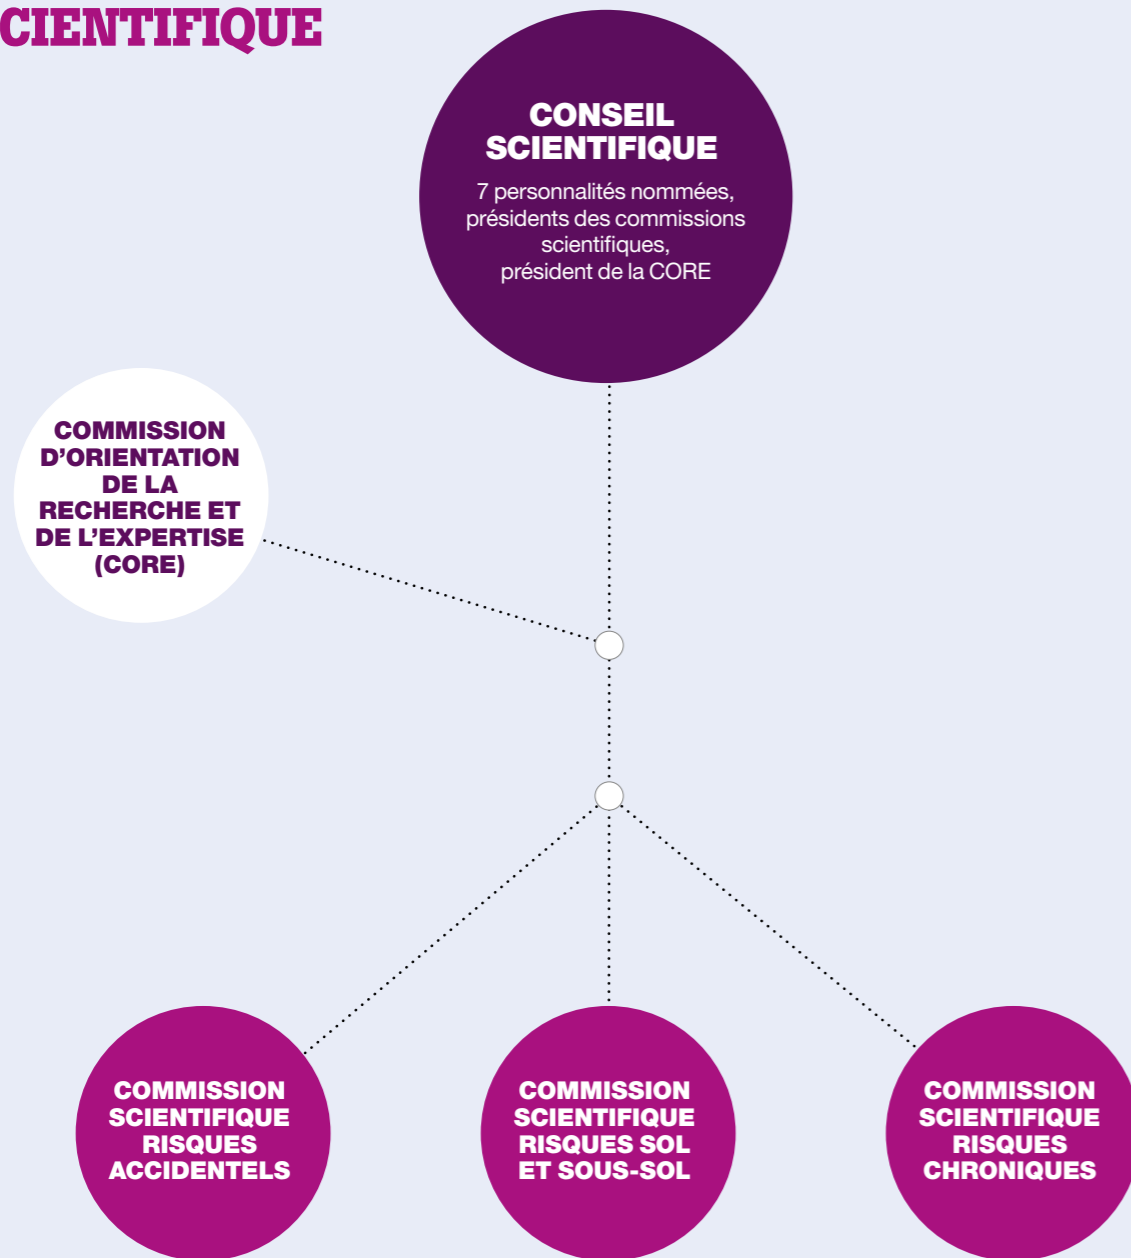 CIENTIFIQUE
CONSEIL
SCIENTIFIQUE
7 personnalités nommées,
présidents des commissions
scientifiques,
président de la CORE
COMMISSION
D’ORIENTATION
DE LA
RECHERCHE ET
DE L’EXPERTISE
(CORE)
COMMISSION
SCIENTIFIQUE
RISQUES
ACCIDENTELS
COMMISSION
SCIENTIFIQUE
RISQUES SOL
ET SOUS-SOL
COMMISSION
SCIENTIFIQUE
RISQUES
CHRONIQUES